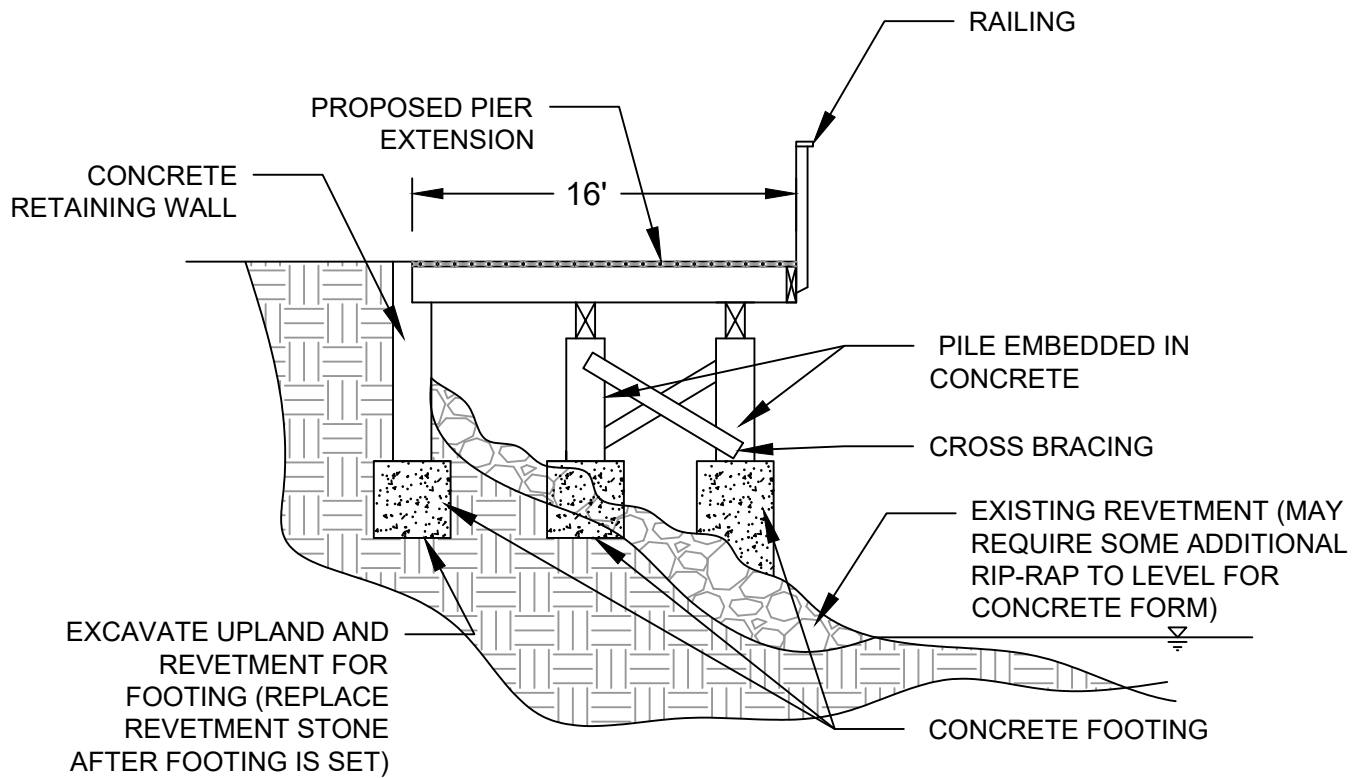 RAILING
PROPOSED PIER
EXTENSION
CONCRETE
RETAINING WALL
16'
PILE EMBEDDED IN
CONCRETE
CROSS BRACING
EXISTING REVETMENT (MAY
REQUIRE SOME ADDITIONAL
RIP-RAP TO LEVEL FOR
CONCRETE FORM)
EXCAVATE UPLAND AND
REVETMENT FOR
FOOTING (REPLACE
REVETMENT STONE
AFTER FOOTING IS SET)
CONCRETE FOOTING